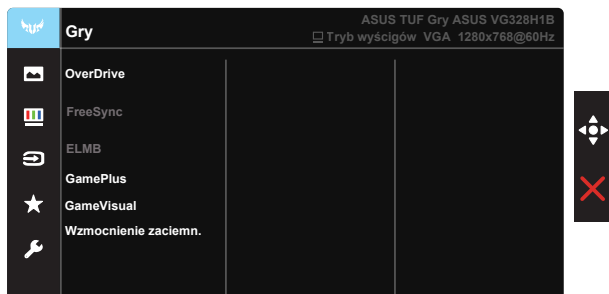 Gry
ASUS TUF Gry ASUS VG328H1B
Tryb wyścigów VGA 1280x768@60Hz
OverDrive
FreeSync
ELMB
GamePlus
GameVisual
Wzmocnienie zaciemn.